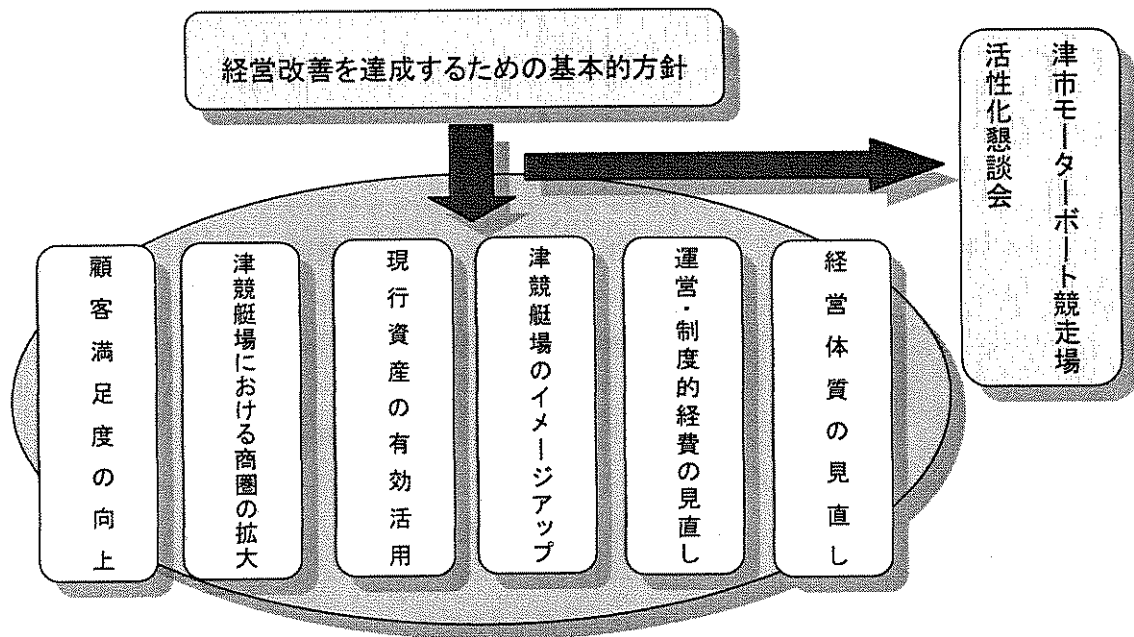 経営改善を達成するための基本的方針
津市モーターボート競走場
活性化懇談会
顧客満足度の向上
津競艇場における商圏の拡大
現行資産の有効活用
津競艇場のイメージアップ
運営・制度的経費の見直し
経営体質の見直し